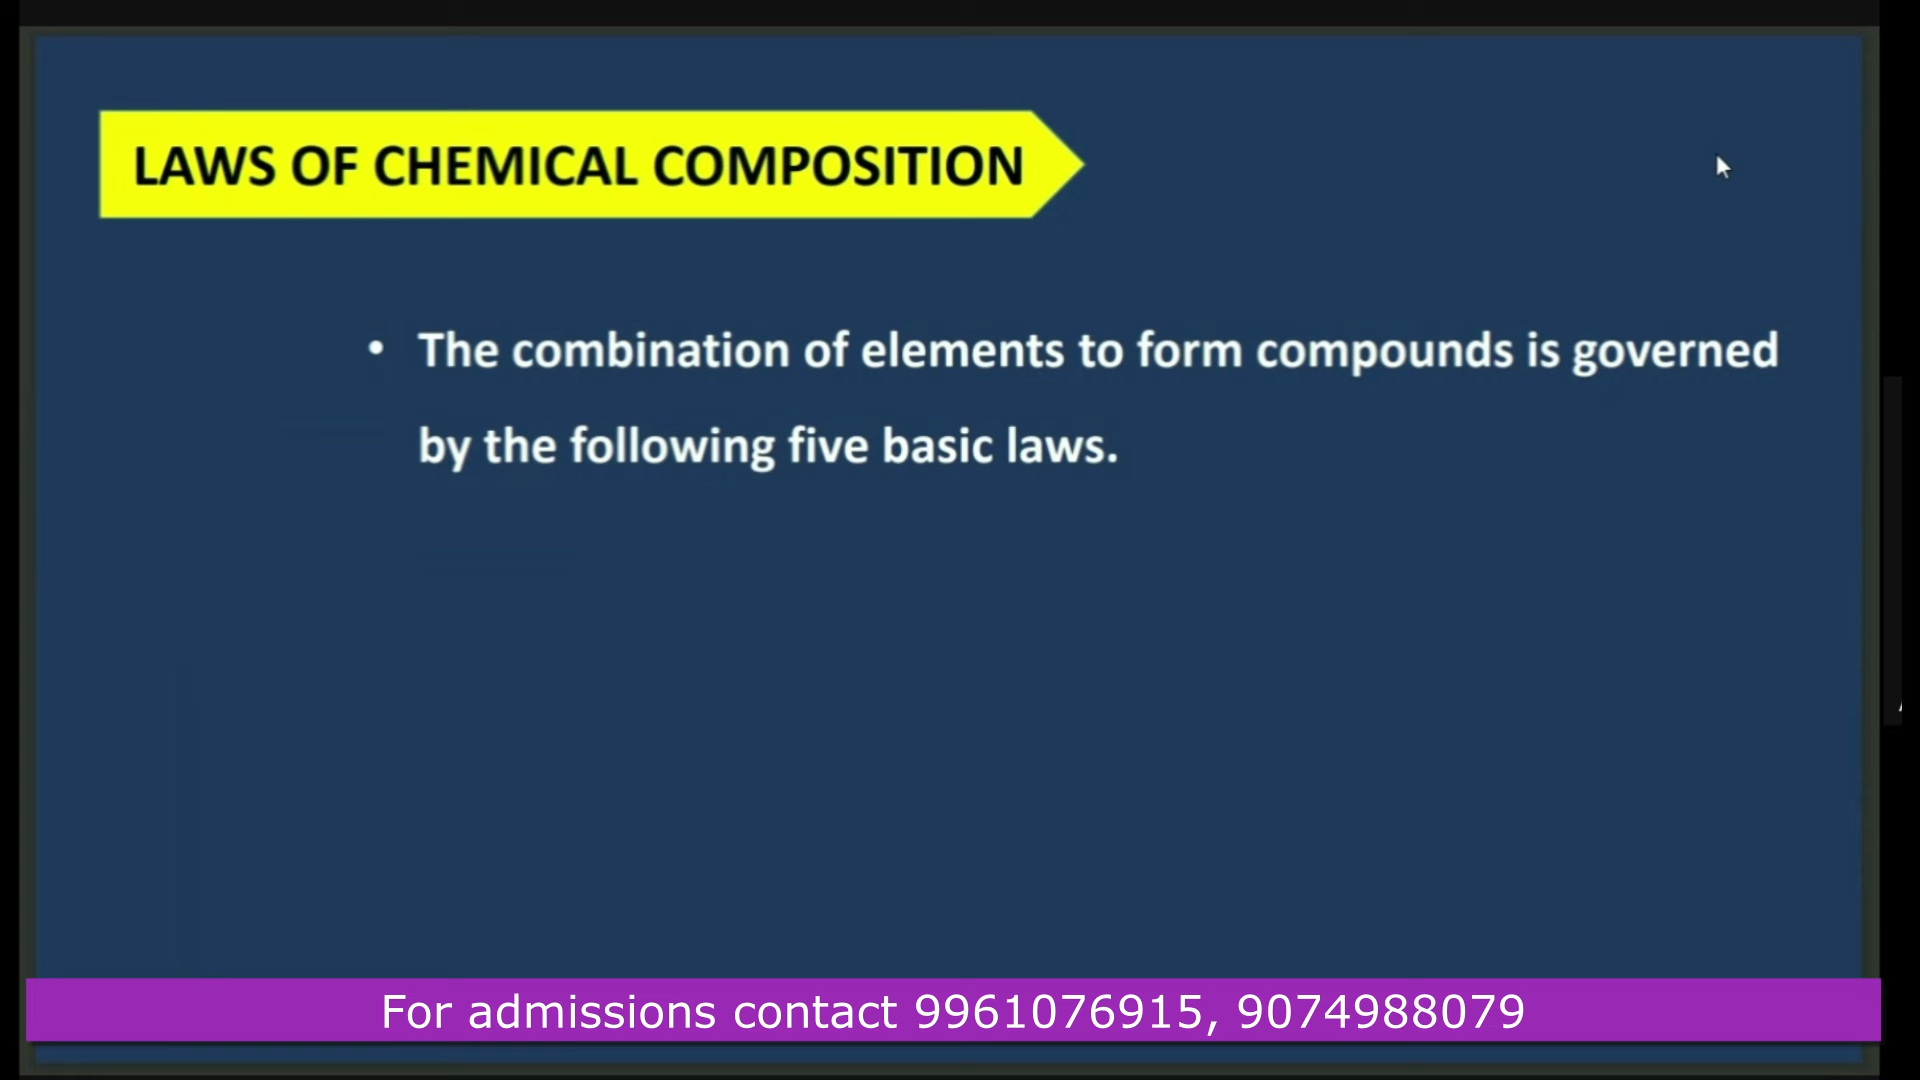 LAWS OF CHEMICAL COMPOSITION
• The combination of elements to form compounds is governed
by the following five basic laws.
For admissions contact 9961076915, 9074988079